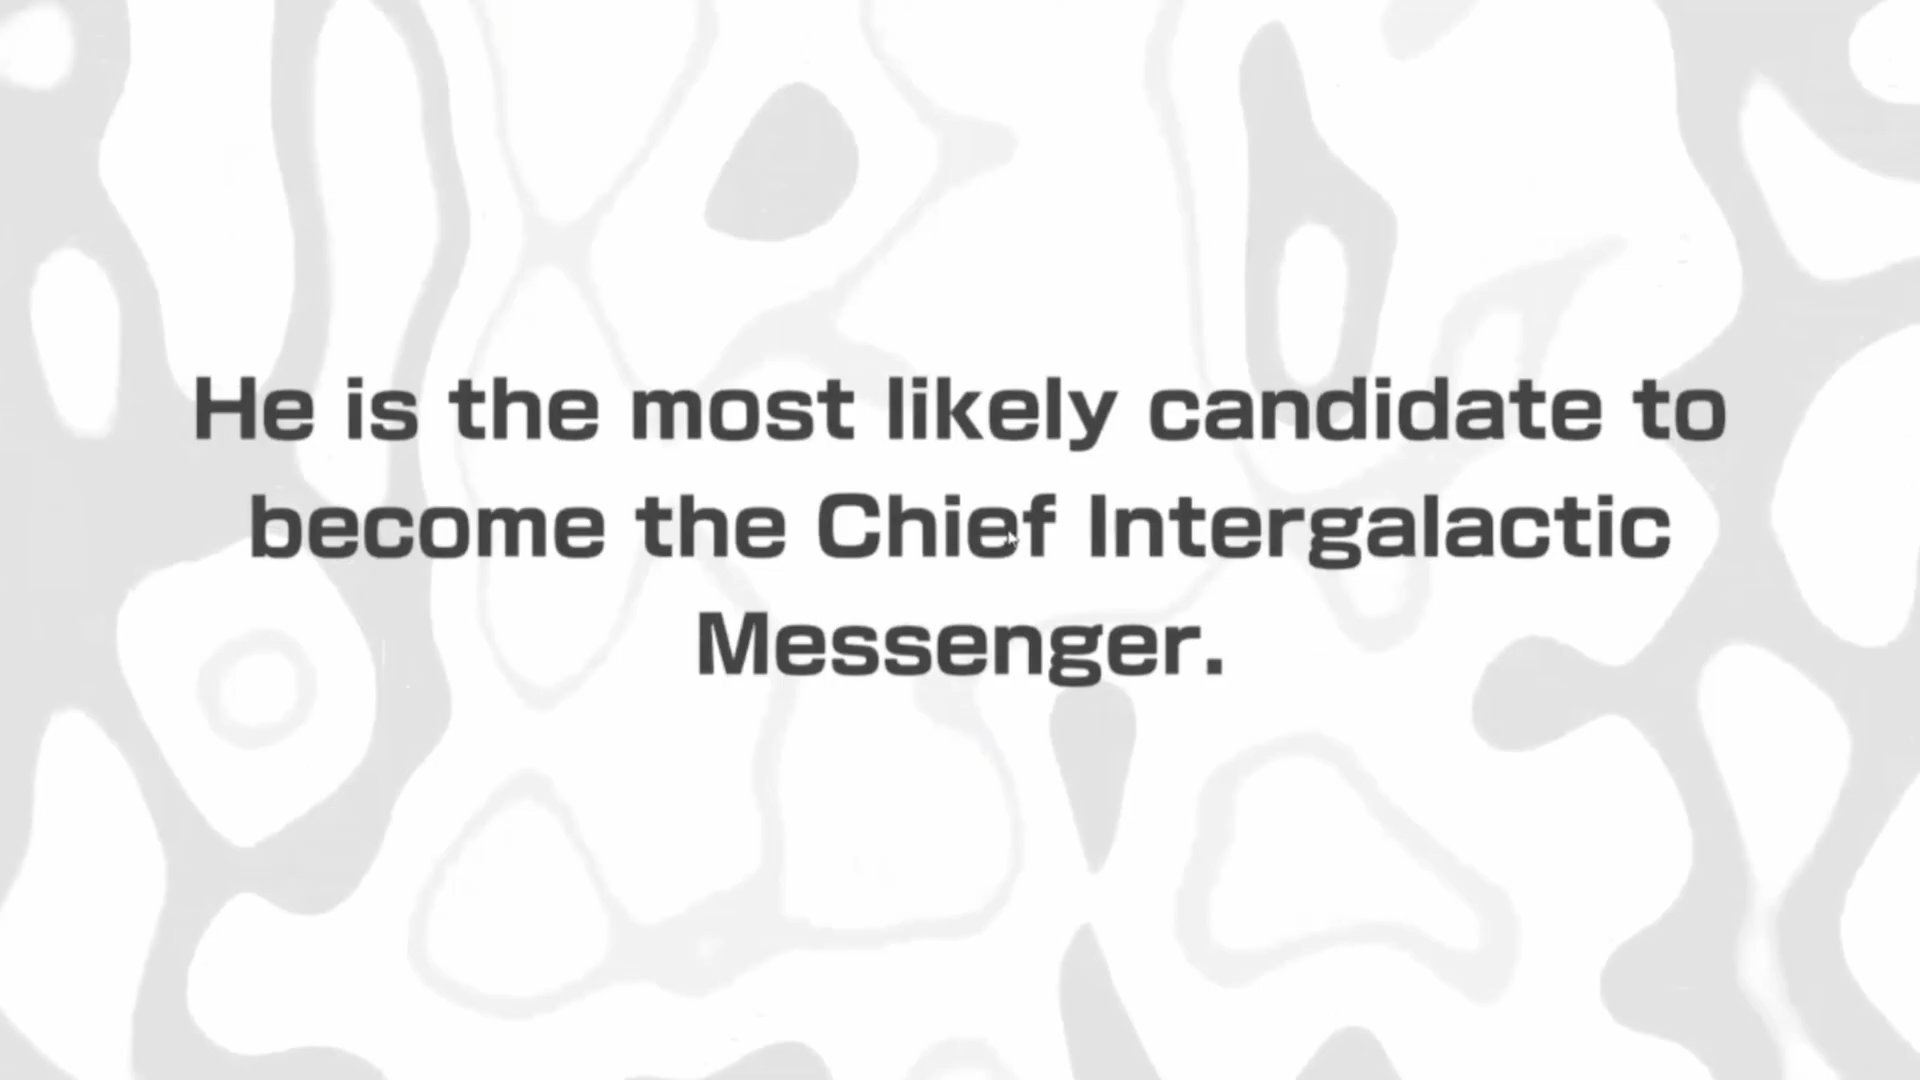 He is the most likely candidate to
become the Chief Intergalactic
Messenger.